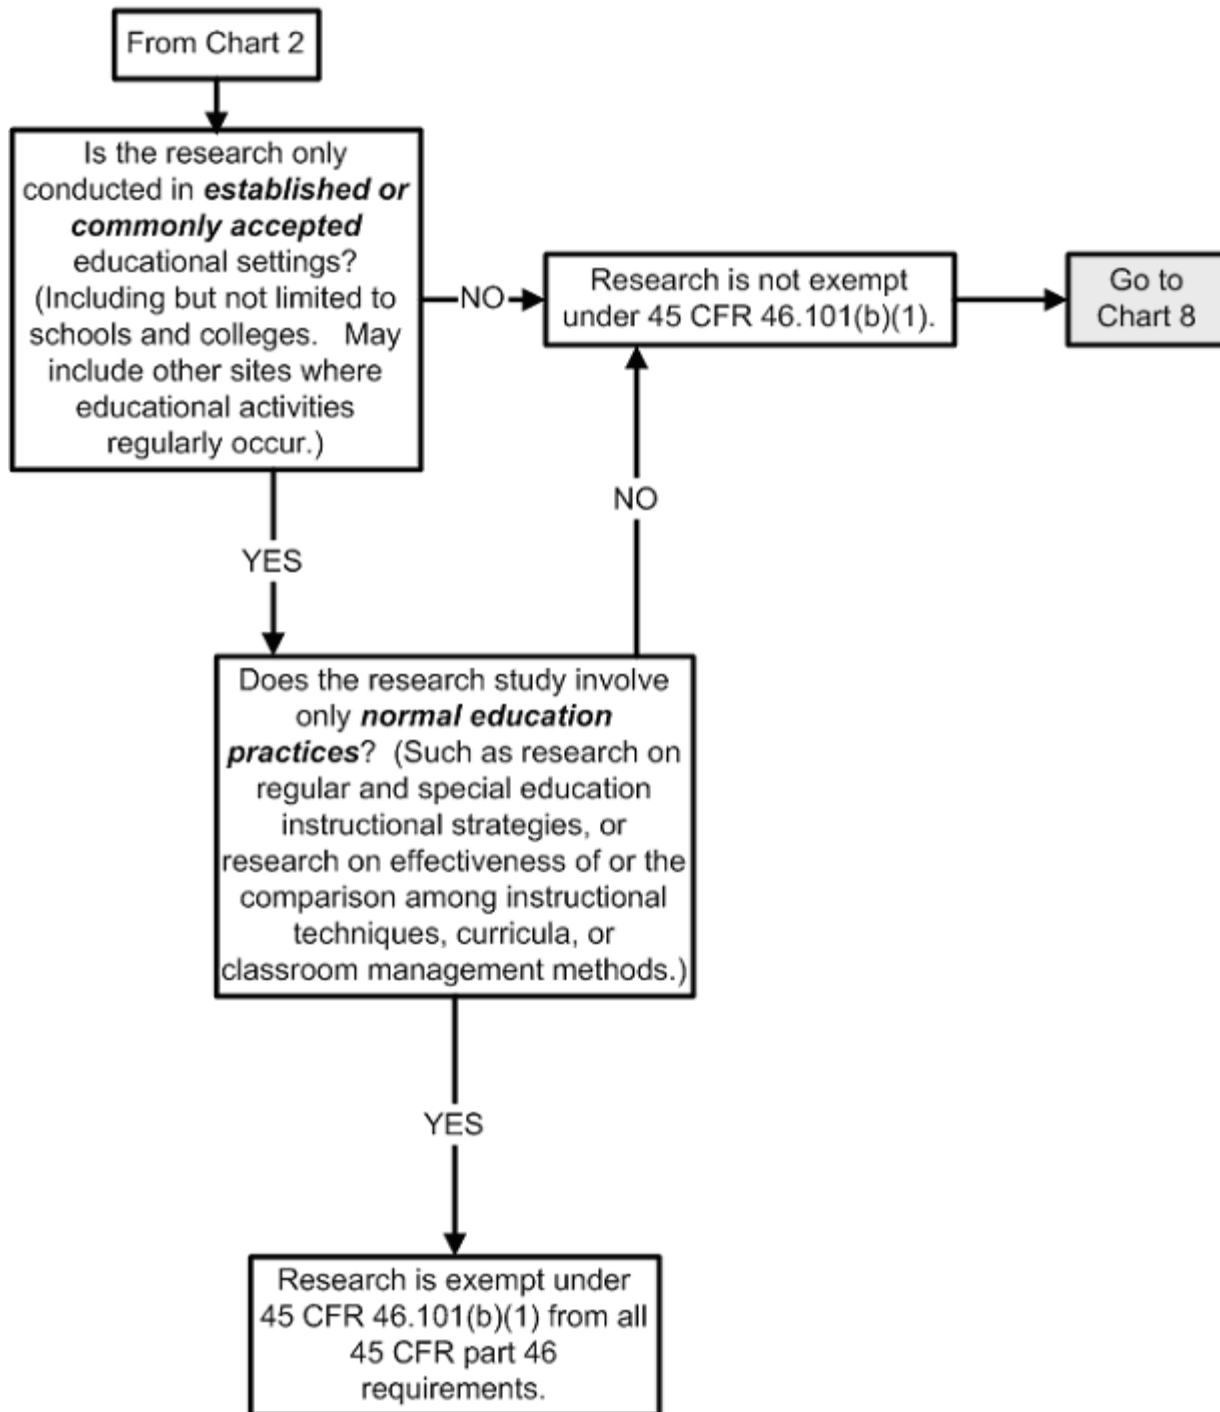 From Chart 2
Is the research only
conducted in established or
commonly accepted
educational settings?
(Including but not limited to
schools and colleges.   May
include other sites where
educational activities
regularly occur.)
NO
Research is not exempt
under 45 CFR 46.101(b)(1).
Go to
Chart 8
YES
NO
Does the research study involve
only normal education
practices?  (Such as research on
regular and special education
instructional strategies, or
research on effectiveness of or the
comparison among instructional
techniques, curricula, or
classroom management methods.)
YES
Research is exempt under
45 CFR 46.101(b)(1) from all
45 CFR part 46
requirements.